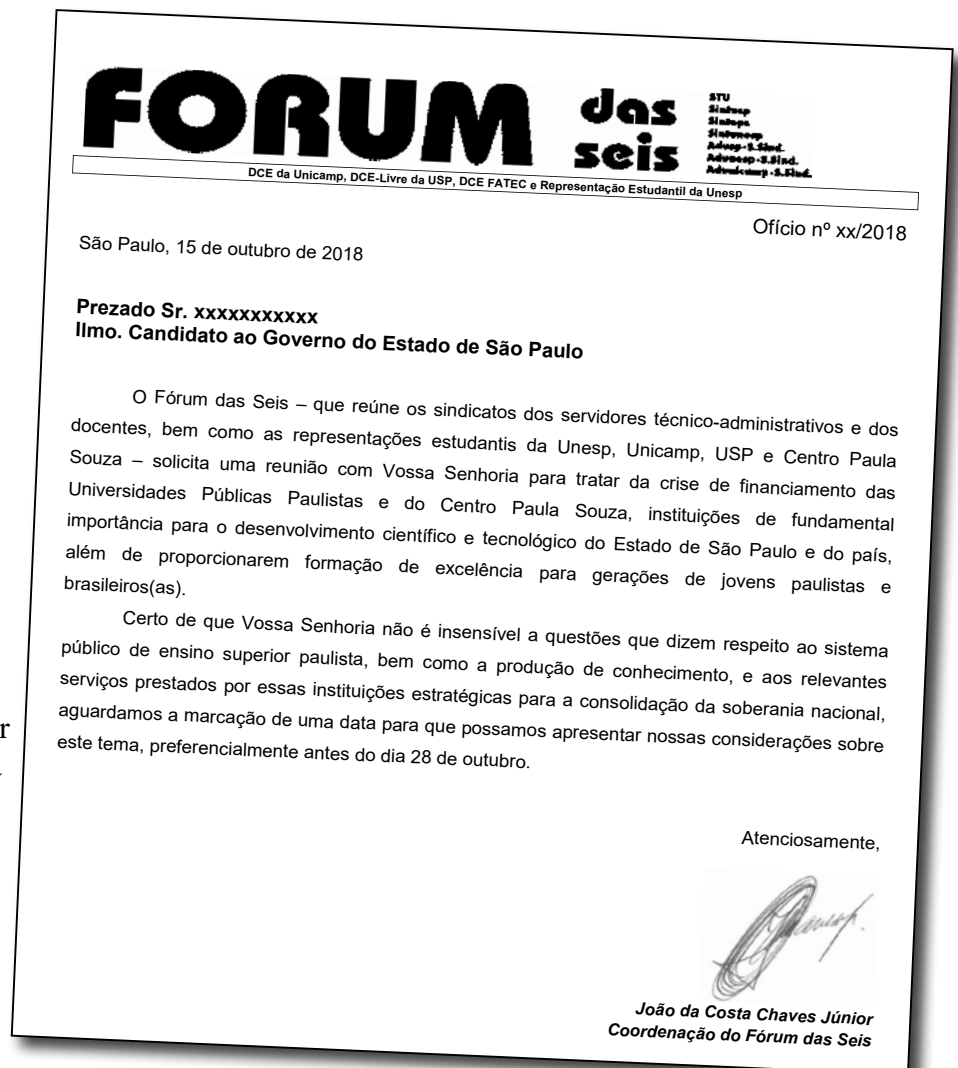 FORUM das seis
STU
Sintusp
Sinteps
Sintunesp
Adusp-S.Sind.
Adunesp-S.Sind.
Adunicamp-S.Sind.
DCE da Unicamp, DCE-Livre da USP, DCE FATEC e Representação Estudantil da Unesp
Ofício nº xx/2018
São Paulo, 15 de outubro de 2018
Prezado Sr. xxxxxxxxxxx
Ilmo. Candidato ao Governo do Estado de São Paulo
O Fórum das Seis – que reúne os sindicatos dos servidores técnico-administrativos e dos
docentes, bem como as representações estudantis da Unesp, Unicamp, USP e Centro Paula
Souza – solicita uma reunião com Vossa Senhoria para tratar da crise de financiamento das
Universidades Públicas Paulistas e do Centro Paula Souza, instituições de fundamental
importância para o desenvolvimento científico e tecnológico do Estado de São Paulo e do país,
além de proporcionarem formação de excelência para gerações de jovens paulistas e
brasileiros(as).
Certo de que Vossa Senhoria não é insensível a questões que dizem respeito ao sistema
público de ensino superior paulista, bem como a produção de conhecimento, e aos relevantes
serviços prestados por essas instituições estratégicas para a consolidação da soberania nacional,
aguardamos a marcação de uma data para que possamos apresentar nossas considerações sobre
este tema, preferencialmente antes do dia 28 de outubro.
Atenciosamente,
João da Costa Chaves Júnior
Coordenação do Fórum das Seis